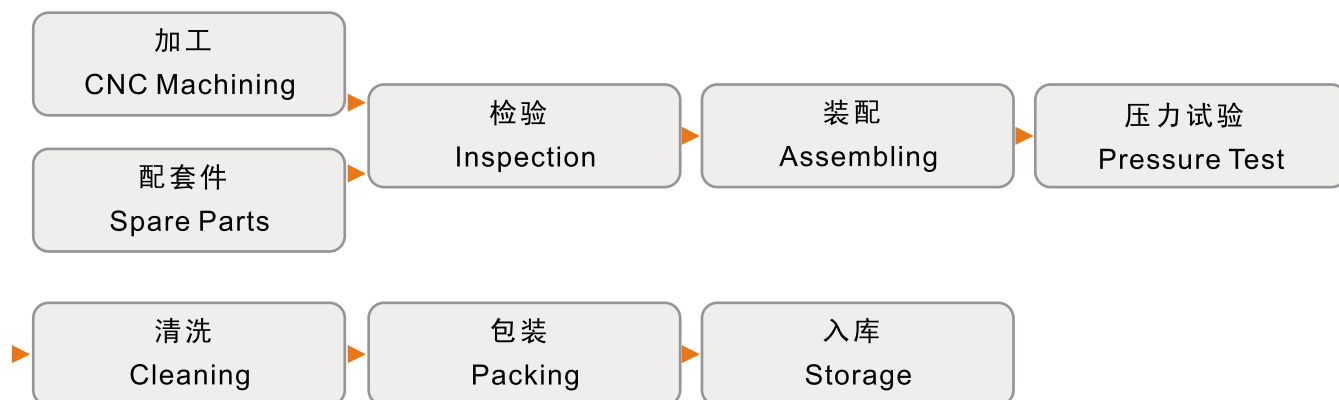 加工
CNC Machining
配套件
Spare Parts
检验
Inspection
装配
Assembling
压力试验
Pressure Test
清洗
Cleaning
包装
Packing
入库
Storage